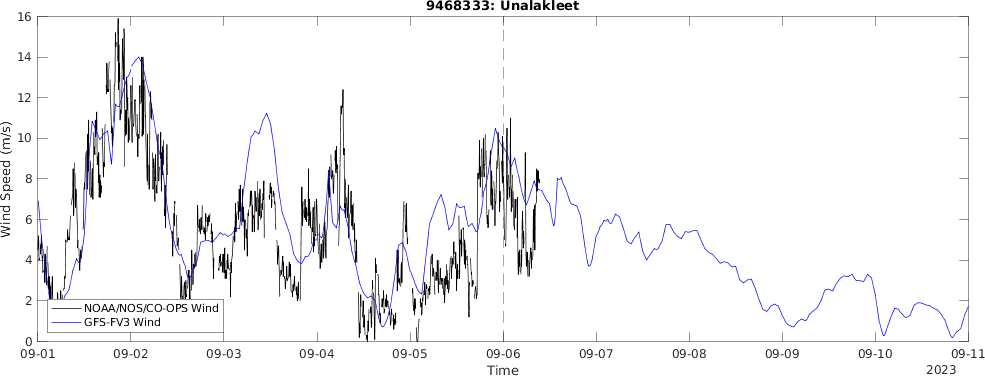 9468333: Unalakleet
Wind Speed (m/s)
16
14
12
10
8
6
4
2
0
NOAA/NOS/CO-OPS Wind
GFS-FV3 Wind
09-01 09-02 09-03 09-04 09-05 09-06 09-07 09-08 09-09 09-10 09-11
Time
2023